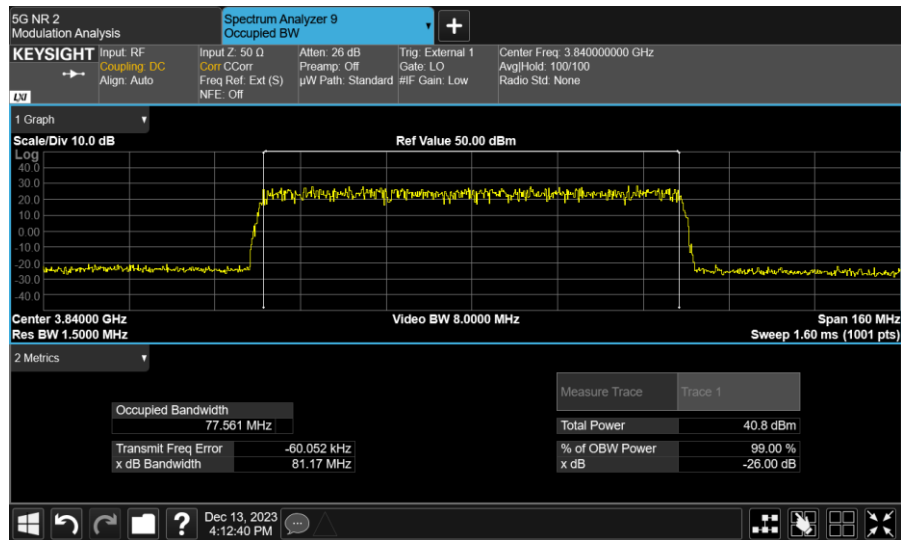 5G NR 2
Modulation Analysis
Spectrum Analyzer 9
Occupied BW
KEYSIGHT
LXI
Input: RF
Coupling: DC
Align: Auto
Input Z: 50 Ω
Corr CCorr
Freq Ref: Ext (S)
NFE: Off
Atten: 26 dB
Preamp: Off
µW Path: Standard
Trig: External 1
Gate: LO
#IF Gain: Low
Center Freq: 3.840000000 GHz
Avg|Hold: 100/100
Radio Std: None
1 Graph
Scale/Div 10.0 dB
Ref Value 50.00 dBm
Log
40.0
30.0
20.0
10.0
0.00
-10.0
-20.0
-30.0
-40.0
Center 3.84000 GHz
Video BW 8.0000 MHz
Span 160 MHz
Res BW 1.5000 MHz
Sweep 1.60 ms (1001 pts)
2 Metrics
Measure Trace
Trace 1
Occupied Bandwidth
77.561 MHz
Total Power 40.8 dBm
Transmit Freq Error -60.052 kHz
% of OBW Power 99.00 %
x dB Bandwidth 81.17 MHz
x dB -26.00 dB
?
Dec 13, 2023
4:12:40 PM